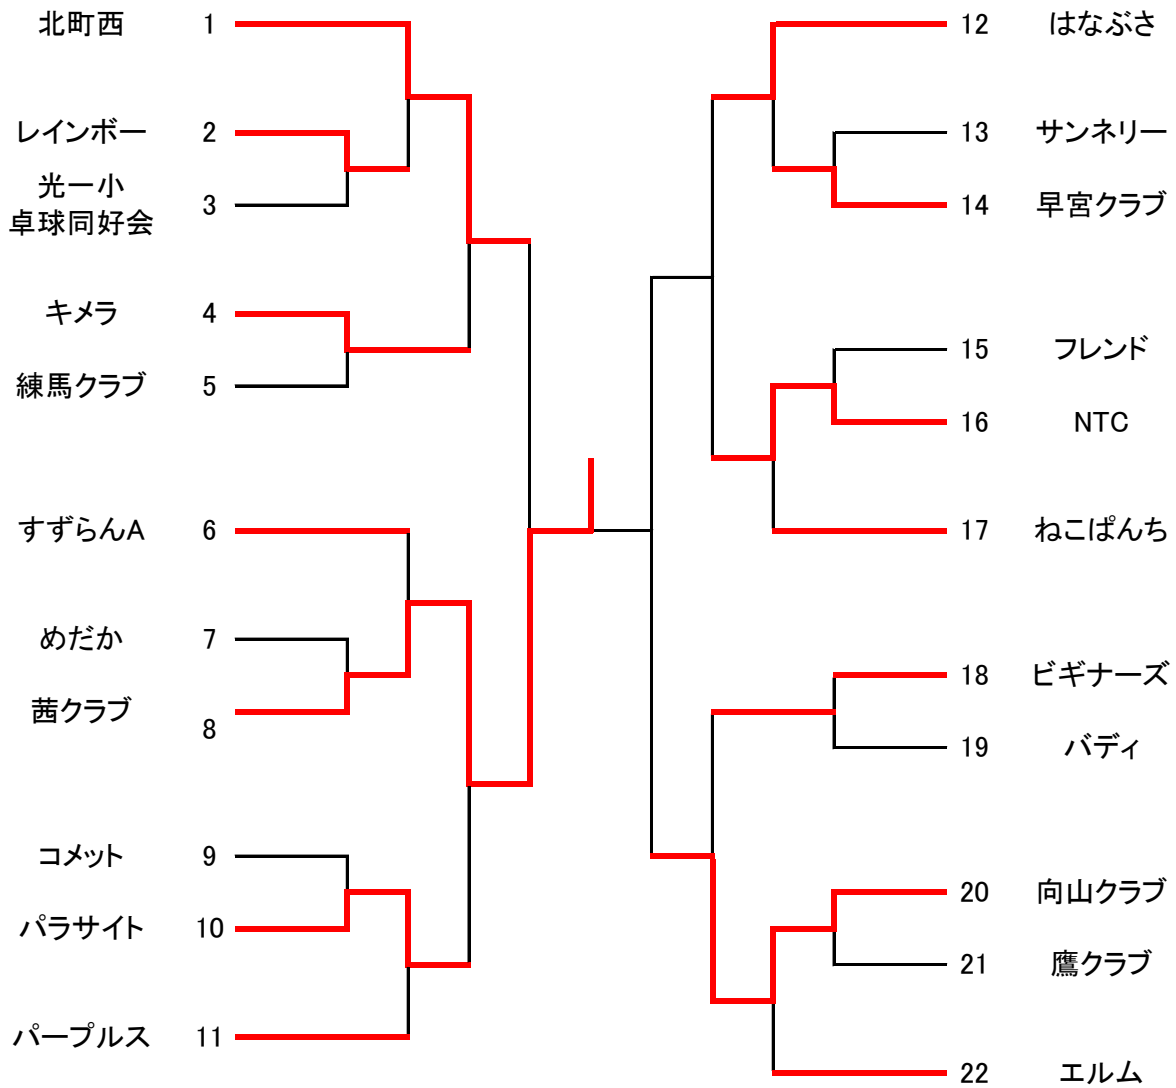 北町西 1
レインボー 2
光一小
卓球同好会 3
キメラ 4
練馬クラブ 5
すずらんA 6
めだか 7
茜クラブ 8
コメット 9
パラサイト 10
パープルス 11
12 はなぶさ
13 サンネリー
14 早宮クラブ
15 フレンド
16 NTC
17 ねこぱんち
18 ビギナーズ
19 バディ
20 向山クラブ
21 鷹クラブ
22 エルム